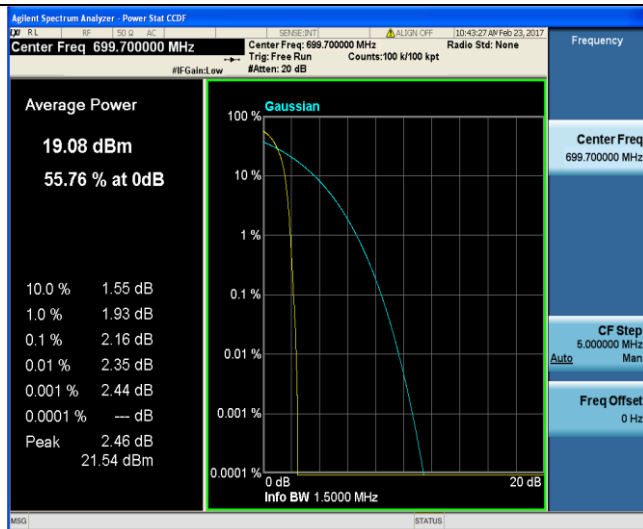 Agilent Spectrum Analyzer - Power Stat CCDF
RL RF 50 Ω AC SENSE:INT ALIGN OFF 10:43:27 AM Feb 23, 2017
Center Freq 699.700000 MHz
Center Freq: 699.700000 MHz Radio Std: None
Trig: Free Run Counts:100 k/100 kpt
#IFGain:Low #Atten: 20 dB
Frequency
Average Power
19.08 dBm
55.76 % at 0dB
10.0 % 1.55 dB
1.0 % 1.93 dB
0.1 % 2.16 dB
0.01 % 2.35 dB
0.001 % 2.44 dB
0.0001 % --- dB
Peak 2.46 dB
21.54 dBm
Gaussian
100 %
10 %
1 %
0.1 %
0.01 %
0.001 %
0.0001 %
0 dB 20 dB
Info BW 1.5000 MHz
Center Freq
699.700000 MHz
CF Step
5.000000 MHz
Auto Man
Freq Offset
0 Hz
MSG STATUS